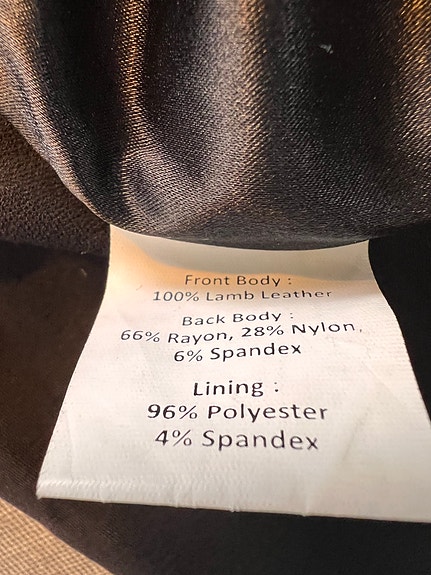 Front Body :
100% Lamb Leather
Back Body :
66% Rayon, 28% Nylon,
6% Spandex
Lining :
96% Polyester
4% Spandex